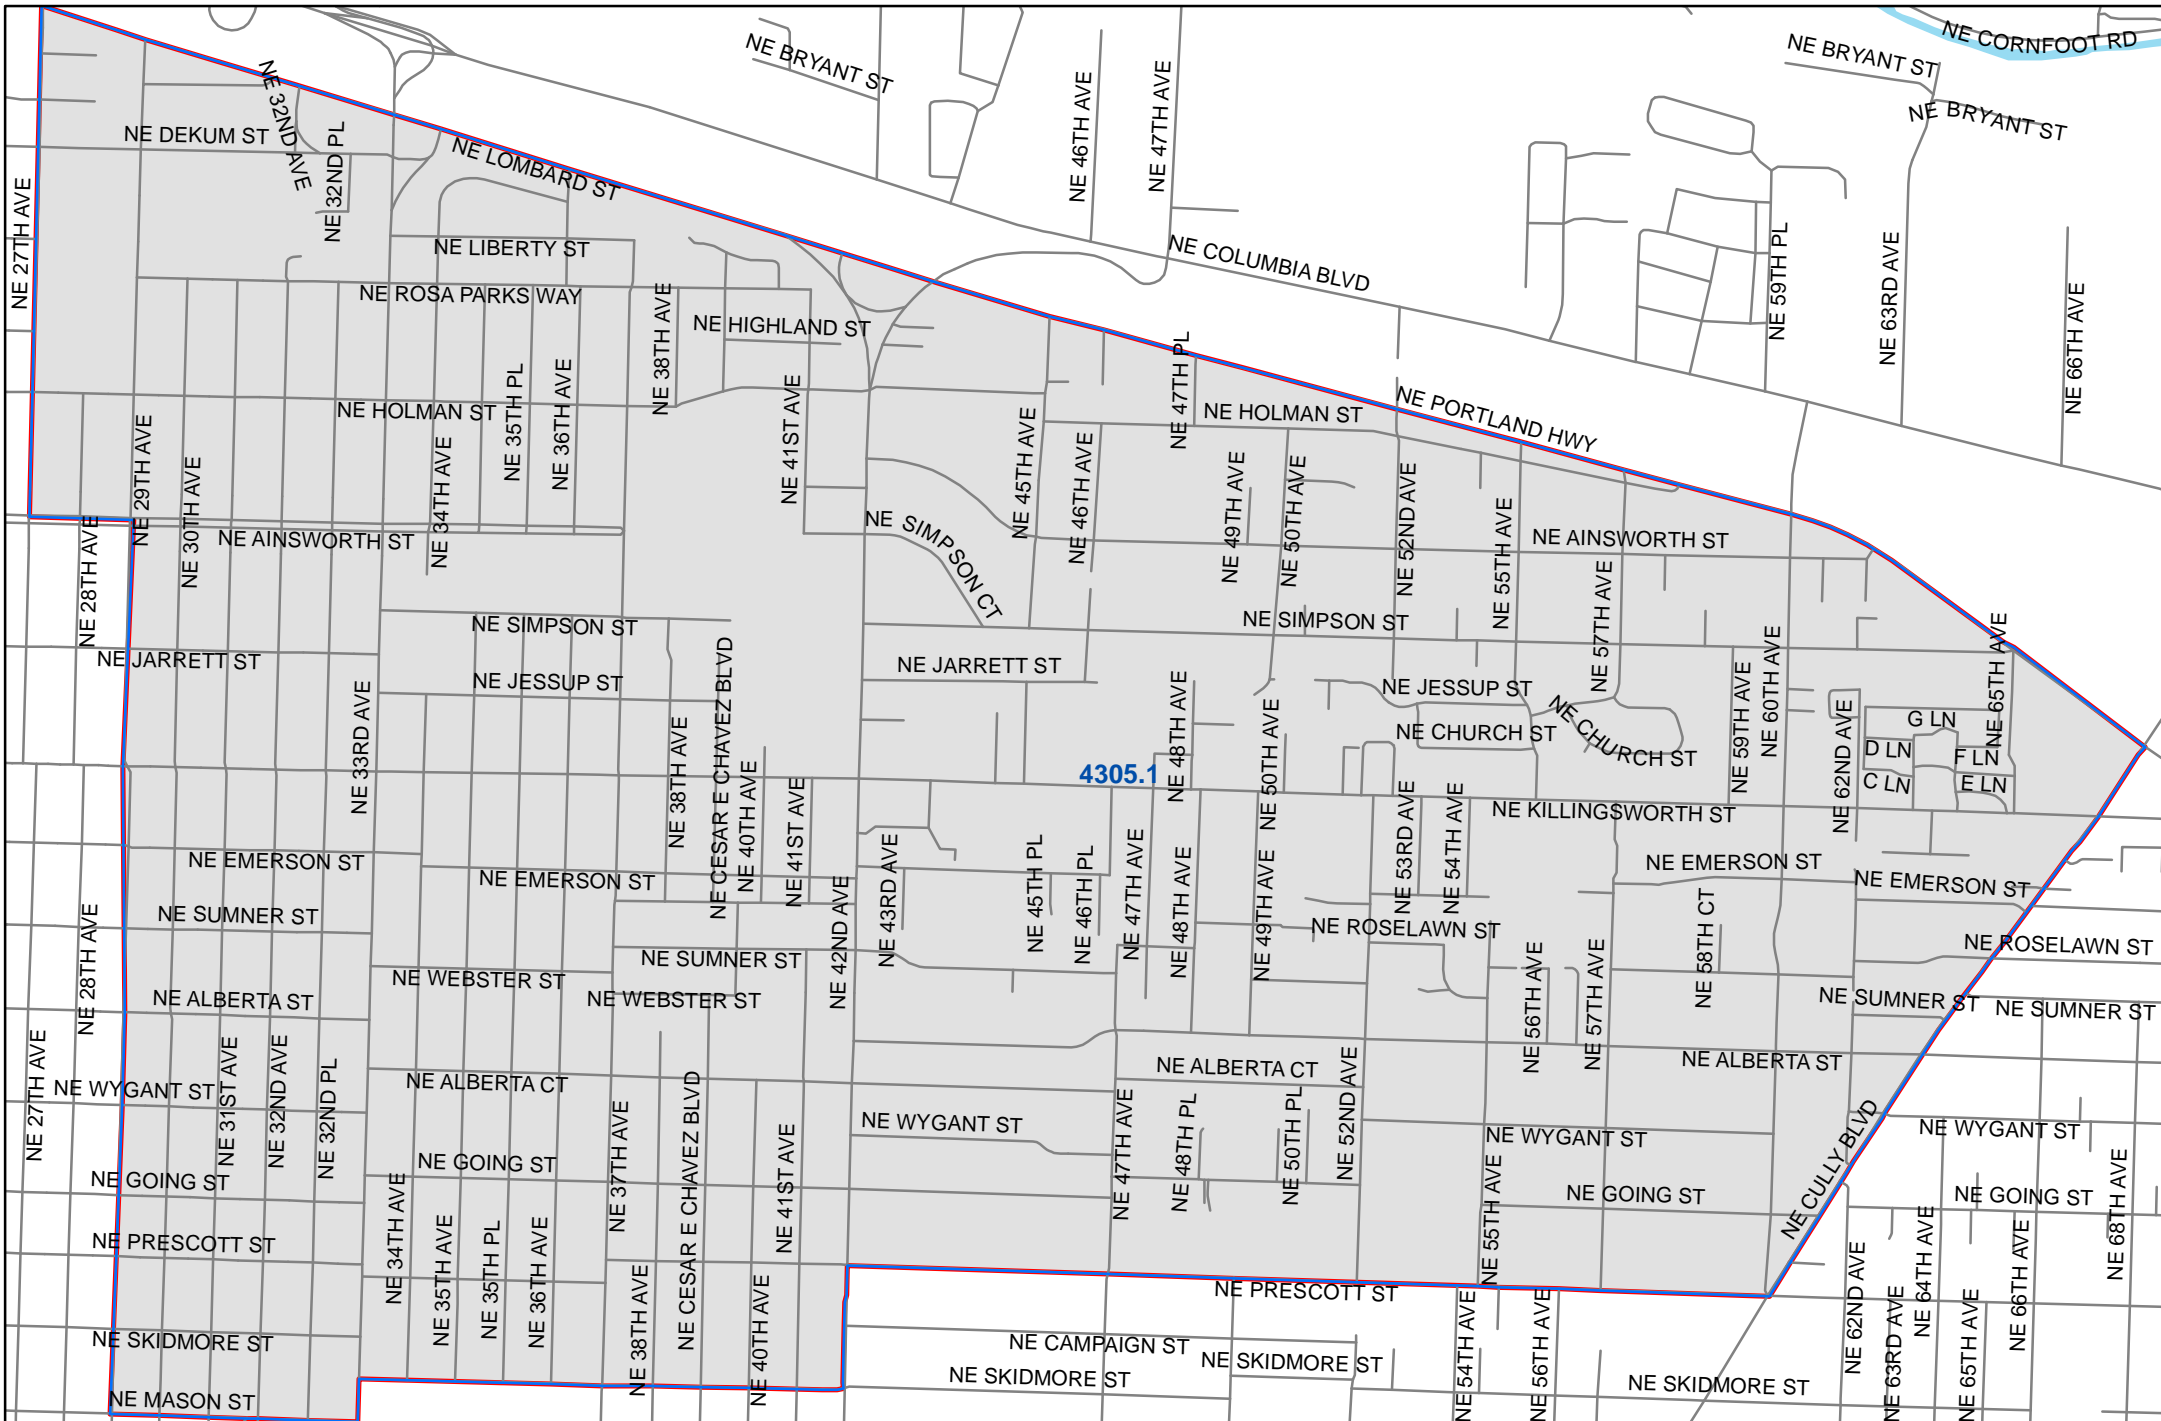 NE CORNFOOT RD
NE BRYANT ST
NE BRYANT ST
NE BRYANT ST
NE 32ND AVE
NE 46TH AVE
NE 47TH AVE
NE DEKUM ST
NE 32ND PL
NE LOMBARD ST
NE 27TH AVE
NE LIBERTY ST
NE COLUMBIA BLVD
NE 59TH PL
NE 63RD AVE
NE 66TH AVE
NE ROSA PARKS WAY
NE 38TH AVE
NE HIGHLAND ST
NE 47TH PL
NE HOLMAN ST
NE 35TH PL
NE 36TH AVE
NE 41ST AVE
NE HOLMAN ST
NE PORTLAND HWY
NE 29TH AVE
NE 30TH AVE
NE 34TH AVE
NE 45TH AVE
NE 46TH AVE
NE 49TH AVE
NE 50TH AVE
NE 52ND AVE
NE 55TH AVE
NE 28TH AVE
NE AINSWORTH ST
NE SIMPSON CT
NE AINSWORTH ST
NE 57TH AVE
NE SIMPSON ST
NE SIMPSON ST
NE JARRETT ST
NE JARRETT ST
NE 65TH AVE
NE 33RD AVE
NE JESSUP ST
NE CESAR E CHAVEZ BLVD
NE 48TH AVE
NE JESSUP ST
NE 59TH AVE
NE 60TH AVE
NE 38TH AVE
NE 50TH AVE
NE CHURCH ST
NE CHURCH ST
NE 62ND AVE
G LN
D LN
F LN
C LN
E LN
4305.1
NE 40TH AVE
NE 41ST AVE
NE 53RD AVE
NE 54TH AVE
NE KILLINGSWORTH ST
NE EMERSON ST
NE EMERSON ST
NE 43RD AVE
NE 45TH PL
NE 46TH PL
NE 47TH AVE
NE 48TH AVE
NE 49TH AVE
NE EMERSON ST
NE EMERSON ST
NE SUMNER ST
NE 28TH AVE
NE 42ND AVE
NE ROSELAWN ST
NE 58TH CT
NE ROSELAWN ST
NE SUMNER ST
NE WEBSTER ST
NE WEBSTER ST
NE ALBERTA ST
NE 56TH AVE
NE 57TH AVE
NE SUMNER ST
NE SUMNER ST
NE 27TH AVE
NE WYGANT ST
NE 31ST AVE
NE 32ND AVE
NE 32ND PL
NE ALBERTA CT
NE ALBERTA CT
NE 52ND AVE
NE ALBERTA ST
NE 37TH AVE
NE CESAR E CHAVEZ BLVD
NE 41ST AVE
NE WYGANT ST
NE 47TH AVE
NE 48TH PL
NE 50TH PL
NE WYGANT ST
NE CULLY BLVD
NE WYGANT ST
NE GOING ST
NE GOING ST
NE 55TH AVE
NE GOING ST
NE GOING ST
NE 68TH AVE
NE 34TH AVE
NE 35TH AVE
NE 35TH PL
NE 36TH AVE
NE PRESCOTT ST
NE PRESCOTT ST
NE 38TH AVE
NE 40TH AVE
NE 54TH AVE
NE 56TH AVE
NE 62ND AVE
NE 63RD AVE
NE 64TH AVE
NE 65TH AVE
NE 66TH AVE
NE SKIDMORE ST
NE CAMPAIGN ST
NE SKIDMORE ST
NE SKIDMORE ST
NE SKIDMORE ST
NE MASON ST